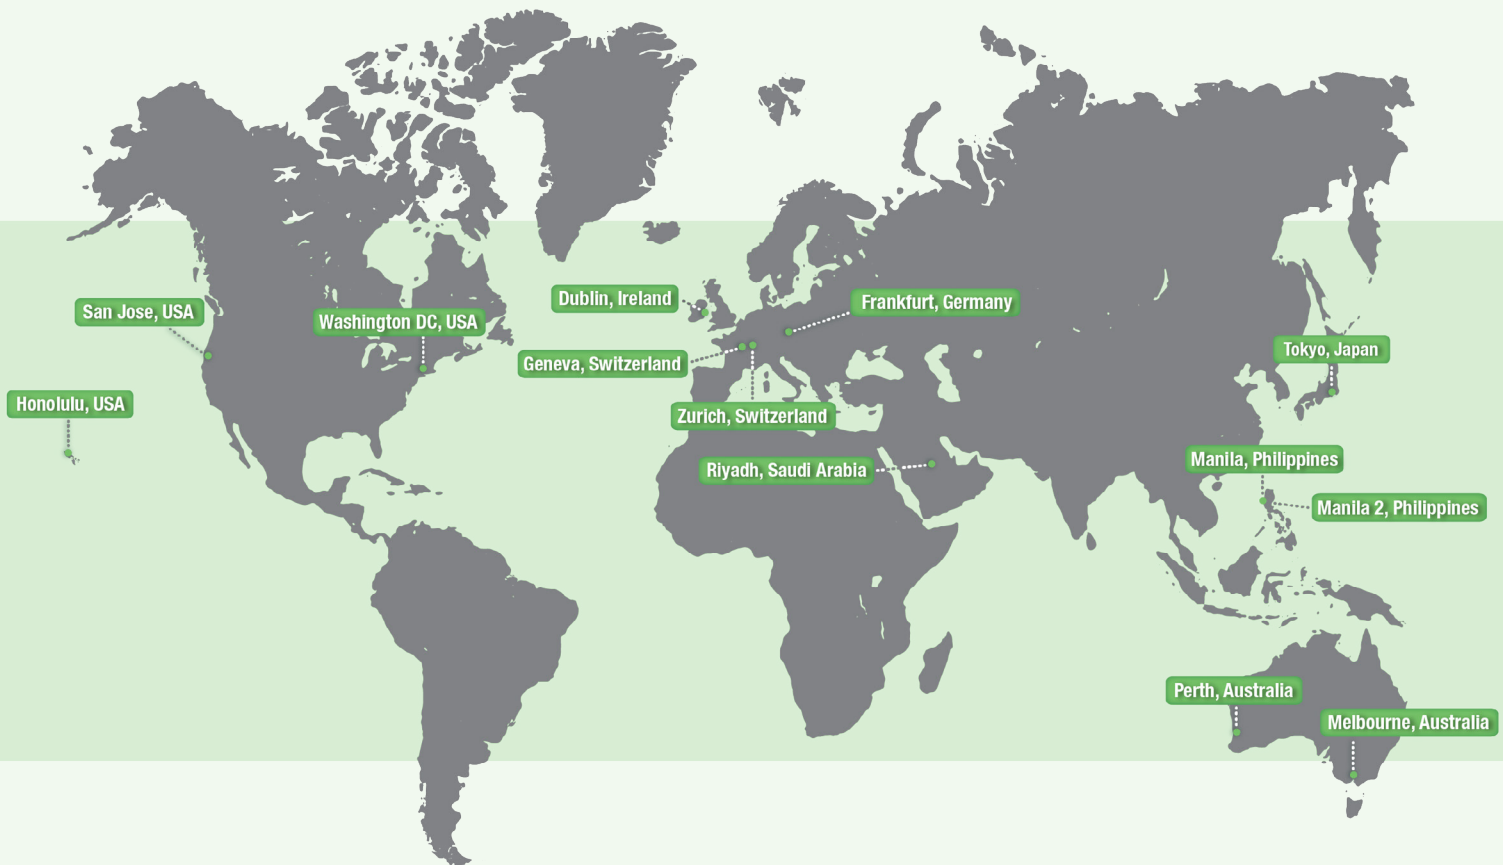 Dublin, Ireland
Frankfurt, Germany
San Jose, USA
Washington DC, USA
Tokyo, Japan
Geneva, Switzerland
Honolulu, USA
Zurich, Switzerland
Manila, Philippines
Riyadh, Saudi Arabia
Manila 2, Philippines
Perth, Australia
Melbourne, Australia